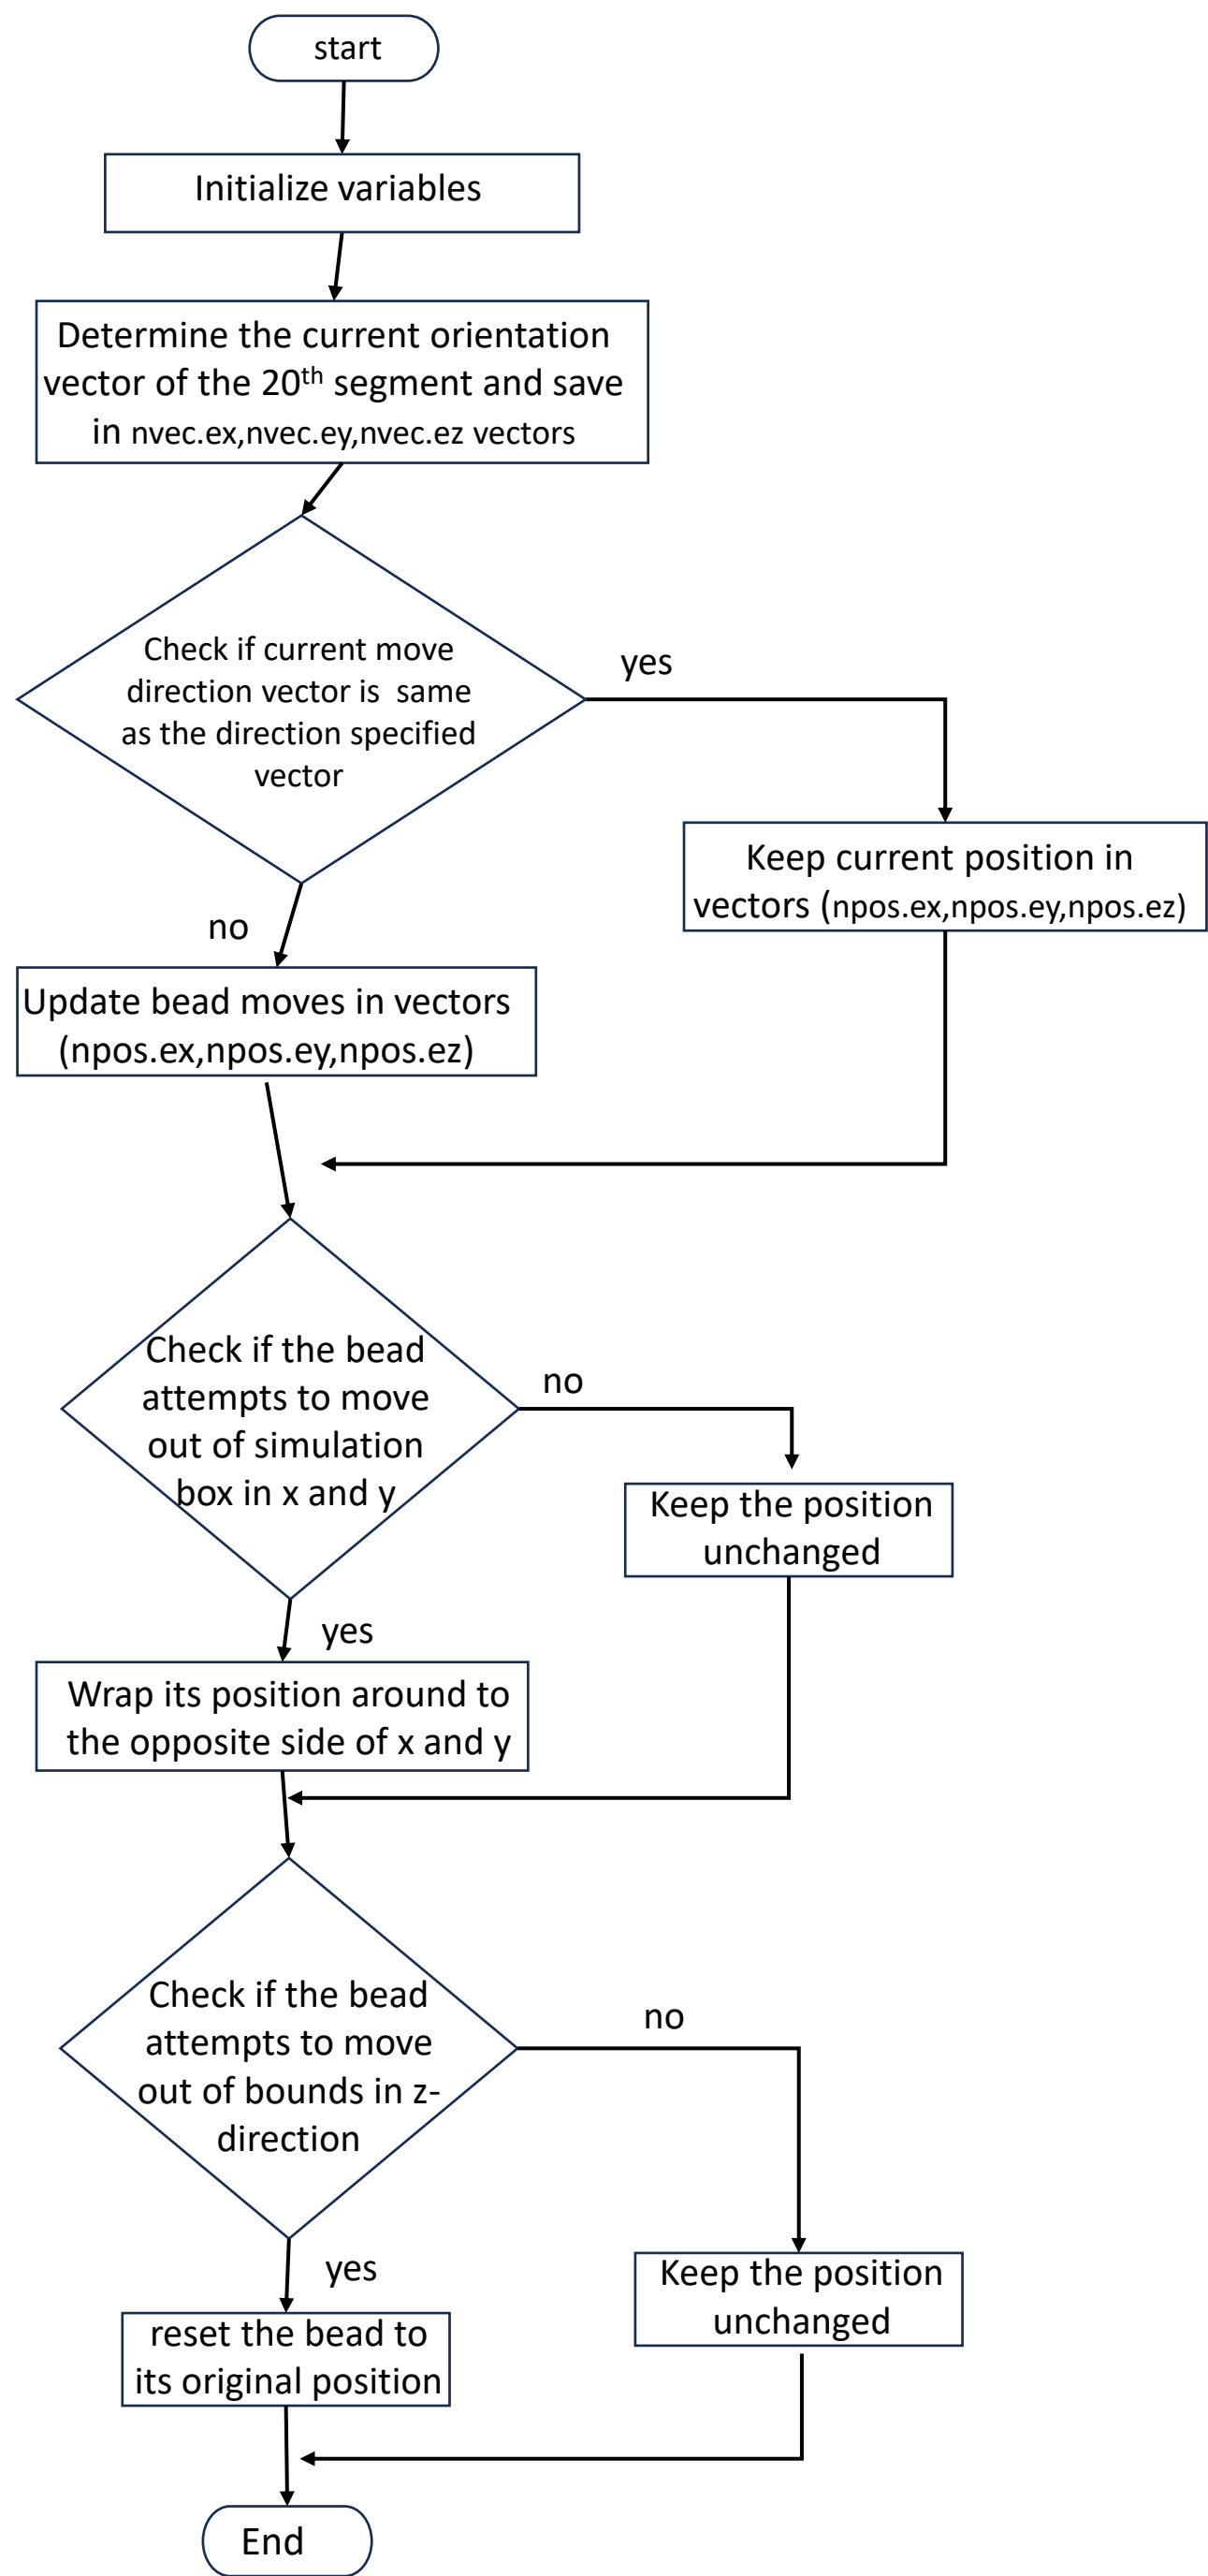 start
Initialize variables
Determine the current orientation
vector of the 20th segment and save
in nvec.ex,nvec.ey,nvec.ez vectors
Check if current move
direction vector is same
as the direction specified
vector
yes
Keep current position in
vectors (npos.ex,npos.ey,npos.ez)
no
Update bead moves in vectors
(npos.ex,npos.ey,npos.ez)
Check if the bead
attempts to move
out of simulation
box in x and y
no
Keep the position
unchanged
yes
Wrap its position around to
the opposite side of x and y
Check if the bead
attempts to move
out of bounds in z-
direction
no
Keep the position
unchanged
yes
reset the bead to
its original position
End